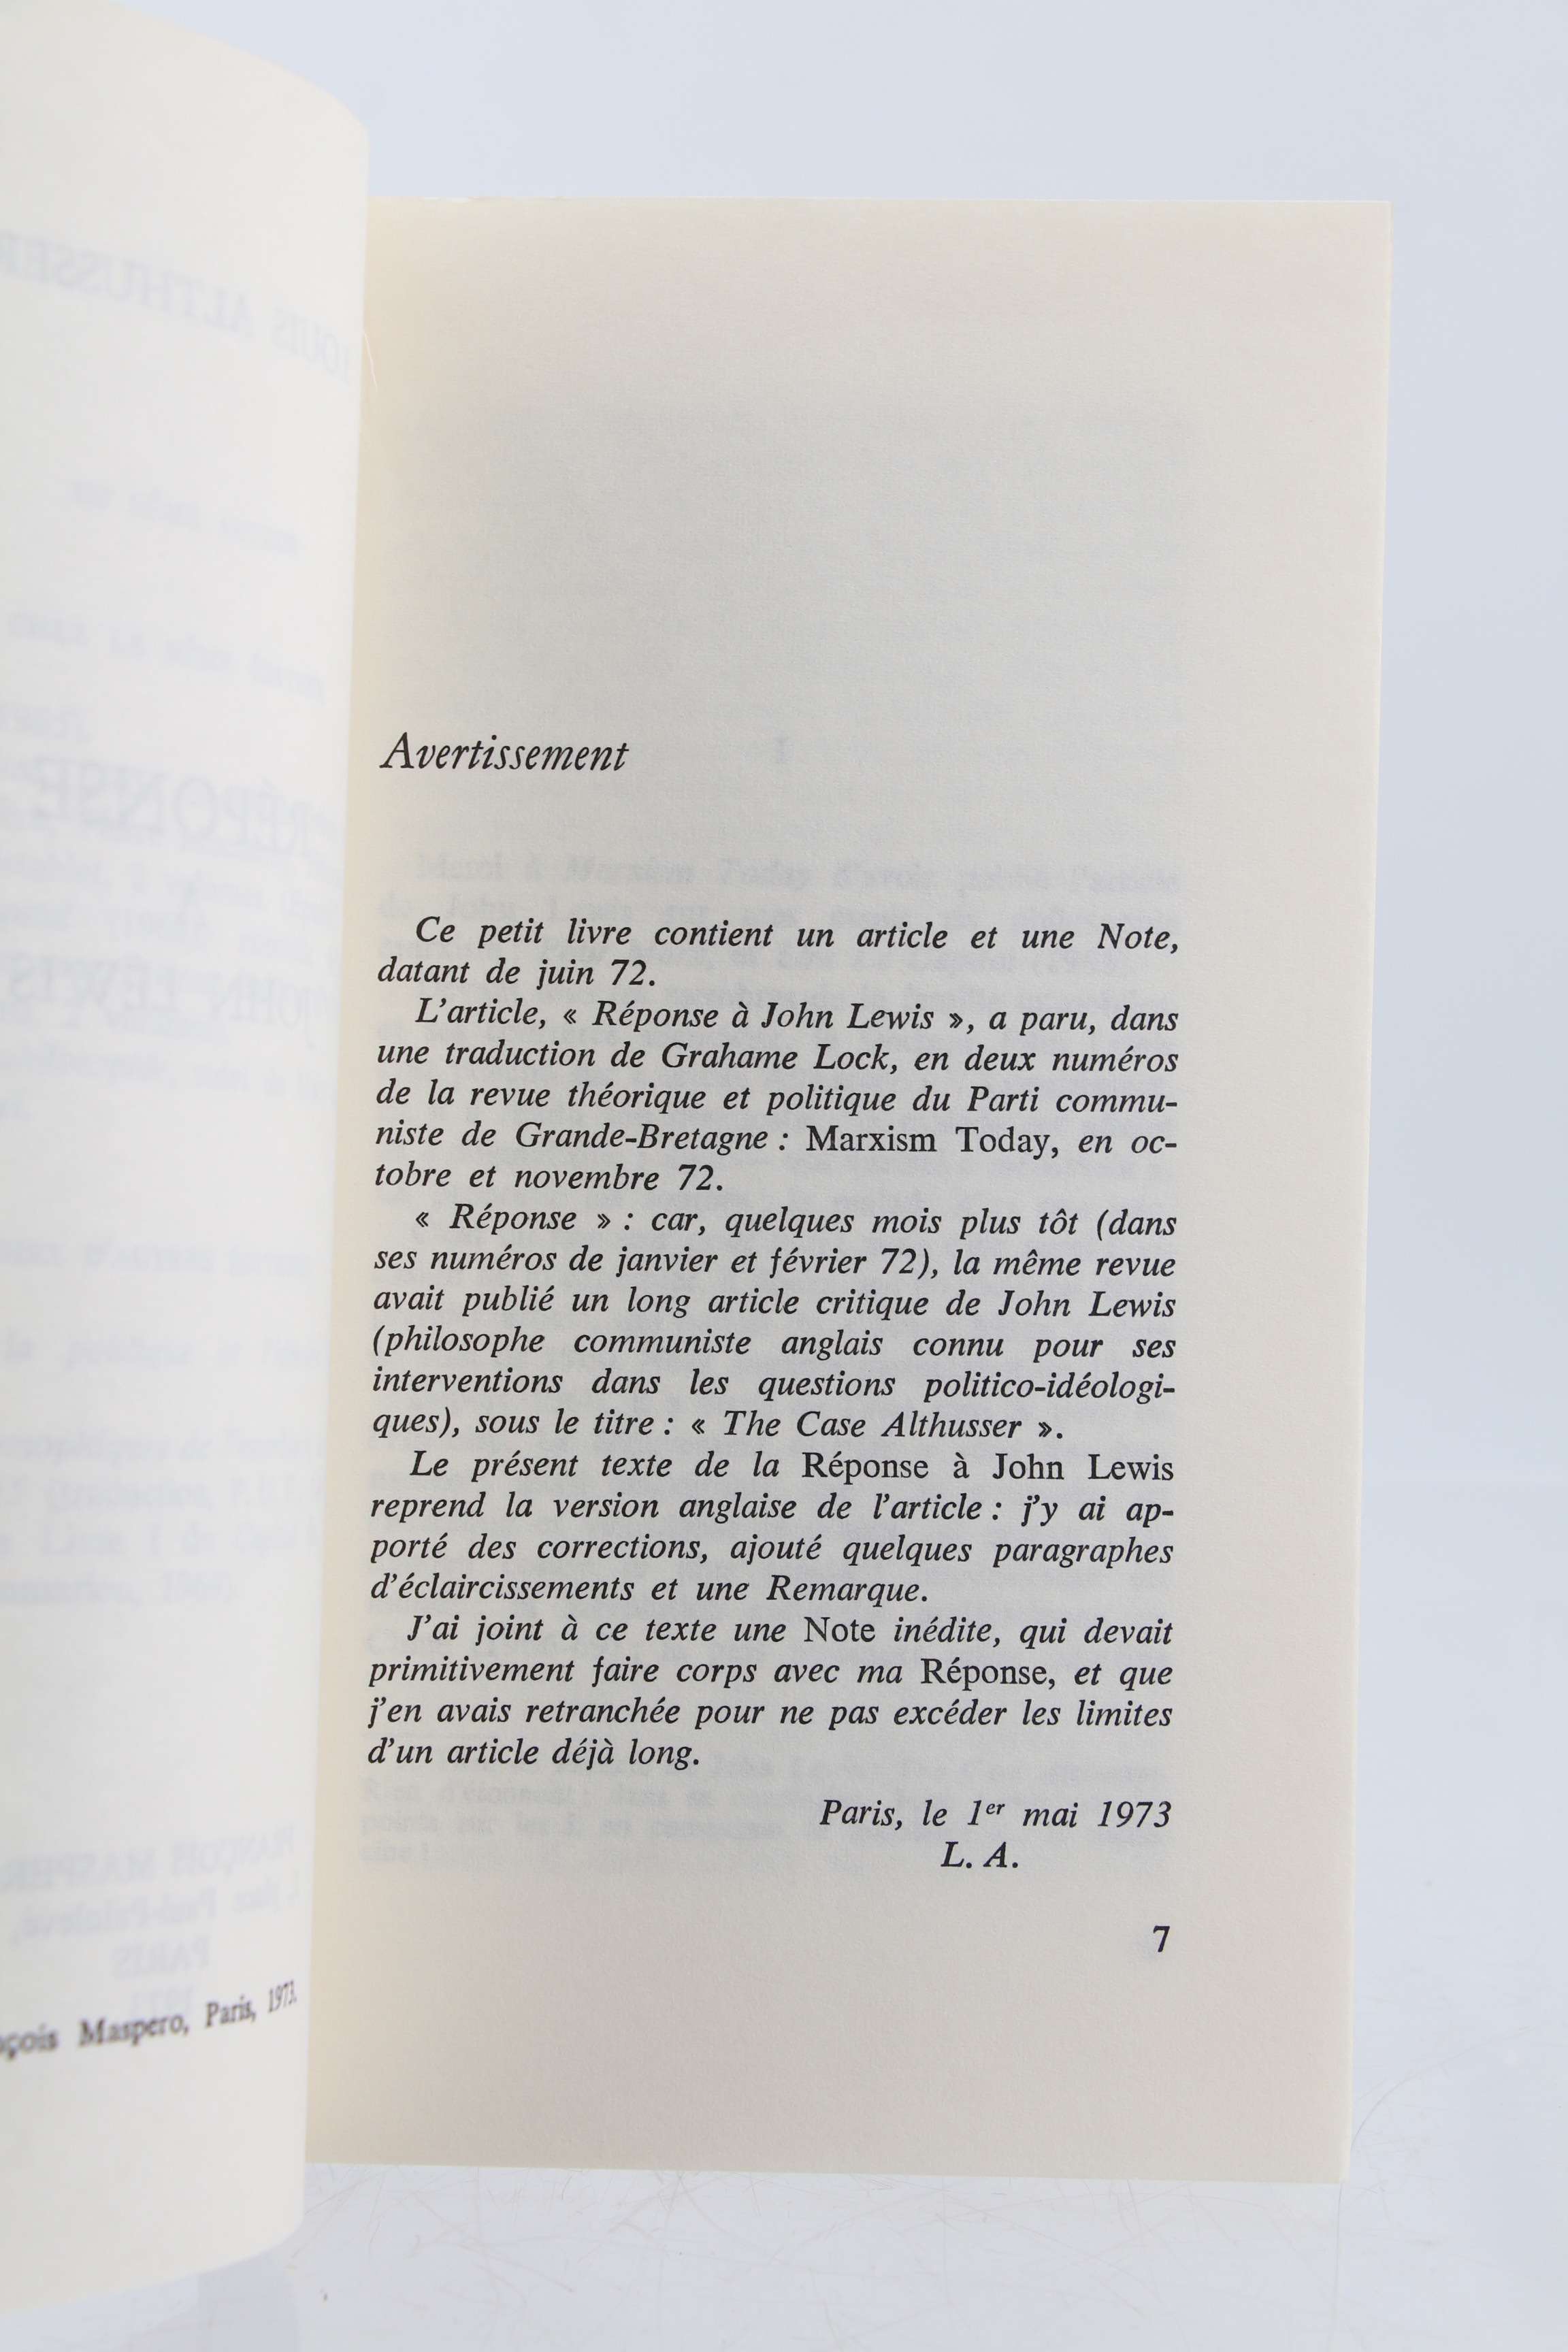 Avertissement
Ce petit livre contient un article et une Note,
datant de juin 72.
L'article, « Réponse à John Lewis », a paru, dans
une traduction de Grahame Lock, en deux numéros
de la revue théorique et politique du Parti commu-
niste de Grande-Bretagne : Marxism Today, en oc-
tobre et novembre 72.
« Réponse » : car, quelques mois plus tôt (dans
ses numéros de janvier et février 72), la même revue
avait publié un long article critique de John Lewis
(philosophe communiste anglais connu pour ses
interventions dans les questions politico-idéologi-
ques), sous le titre : « The Case Althusser ».
Le présent texte de la Réponse à John Lewis
reprend la version anglaise de l'article : j'y ai ap-
porté des corrections, ajouté quelques paragraphes
d'éclaircissements et une Remarque.
J'ai joint à ce texte une Note inédite, qui devait
primitivement faire corps avec ma Réponse, et que
j'en avais retranchée pour ne pas excéder les limites
d'un article déjà long.
Paris, le 1er mai 1973
L. A.
7
Maspero, Paris, 1973.